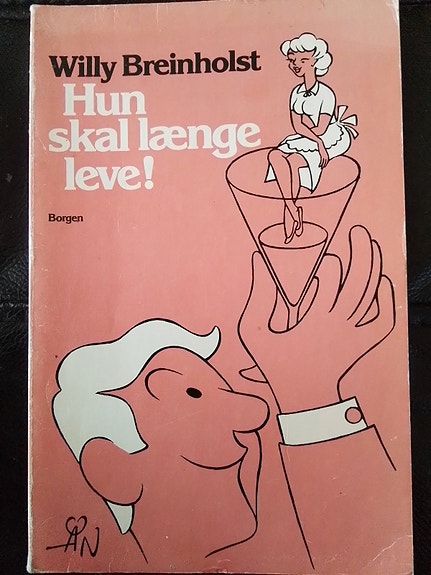 Willy Breinholst
Hun
skal længe
leve!
Borgen